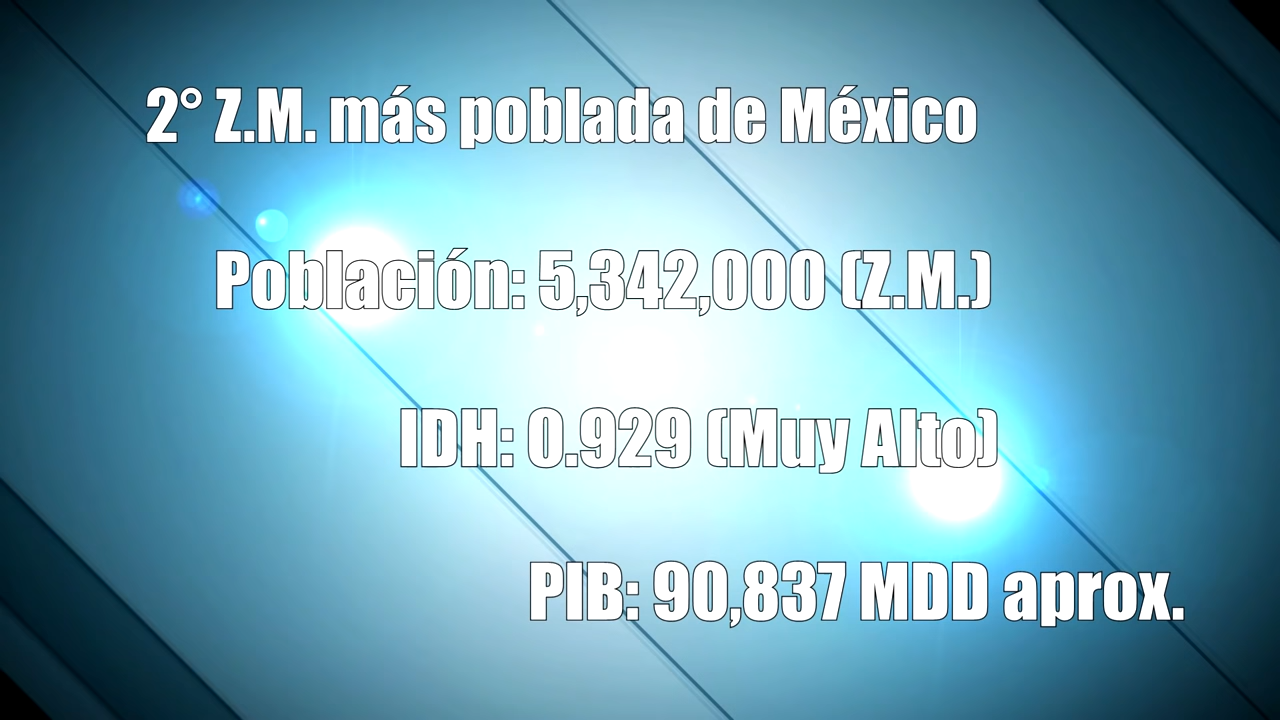 2° Z.M. más poblada de México
Población: 5,342,000 (Z.M.)
IDH: 0.929 (Muy Alto)
PIB: 90,837 MDD aprox.